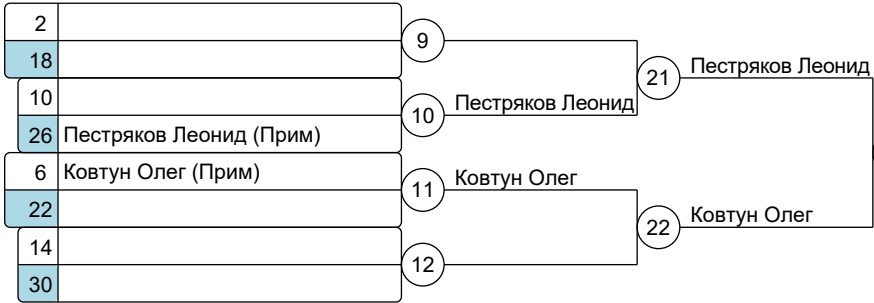 2
9
18
Пестряков Леонид
21
10
Пестряков Леонид
10
26 Пестряков Леонид (Прим)
6 Ковтун Олег (Прим)
Ковтун Олег
11
22
Ковтун Олег
22
14
12
30